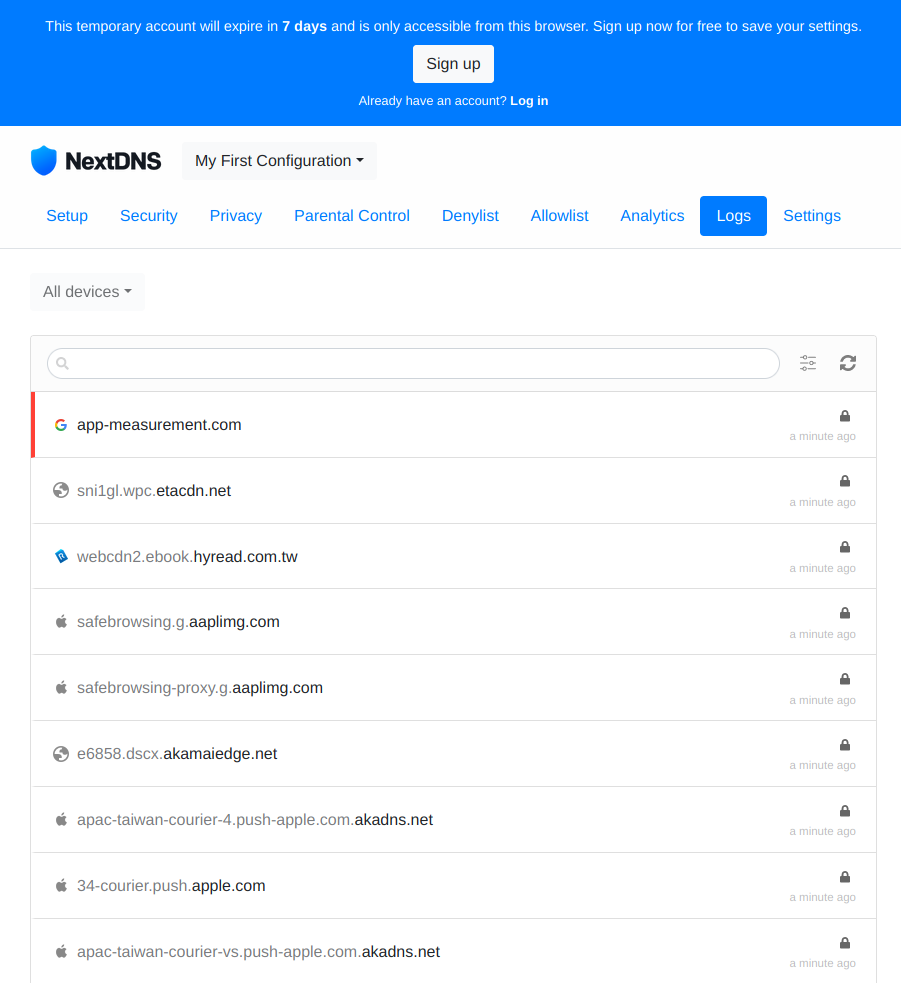 This temporary account will expire in 7 days and is only accessible from this browser. Sign up now for free to save your settings.
Sign up
Already have an account? Log in
NextDNS My First Configuration
Setup Security Privacy Parental Control Denylist Allowlist Analytics Logs Settings
All devices
app-measurement.com
a minute ago
sni1gl.wpc.etacdn.net
a minute ago
webcdn2.ebook.hyread.com.tw
a minute ago
safebrowsing.g.aaplimg.com
a minute ago
safebrowsing-proxy.g.aaplimg.com
a minute ago
e6858.dscx.akamaiedge.net
a minute ago
apac-taiwan-courier-4.push-apple.com.akadns.net
a minute ago
34-courier.push.apple.com
a minute ago
apac-taiwan-courier-vs.push-apple.com.akadns.net
a minute ago